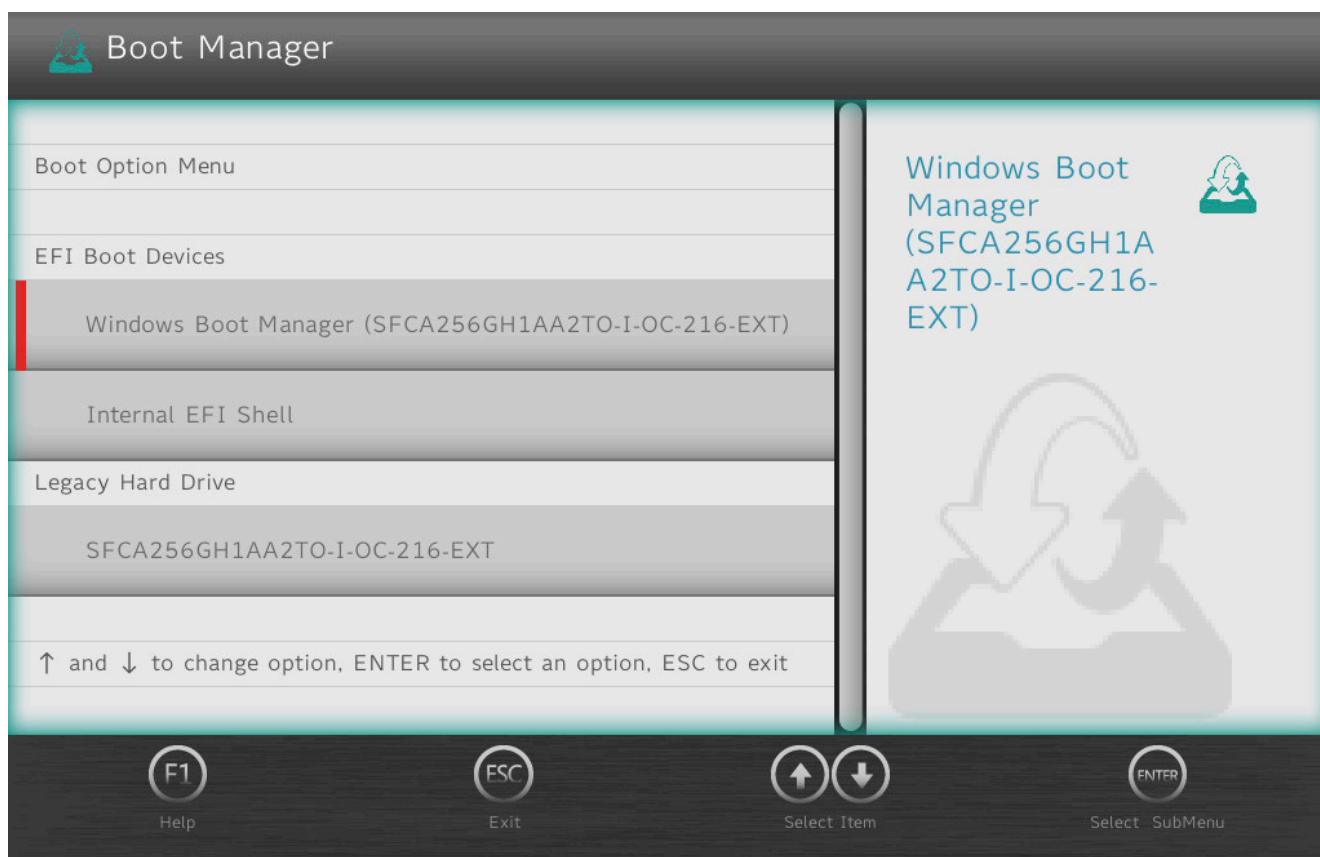 Boot Manager
Boot Option Menu
EFI Boot Devices
Windows Boot Manager (SFCA256GH1AA2TO-I-OC-216-EXT)
Internal EFI Shell
Legacy Hard Drive
SFCA256GH1AA2TO-I-OC-216-EXT
↑ and ↓ to change option, ENTER to select an option, ESC to exit
Windows Boot
Manager
(SFCA256GH1A
A2TO-I-OC-216-
EXT)
F1
Help
ESC
Exit
Select Item
ENTER
Select SubMenu